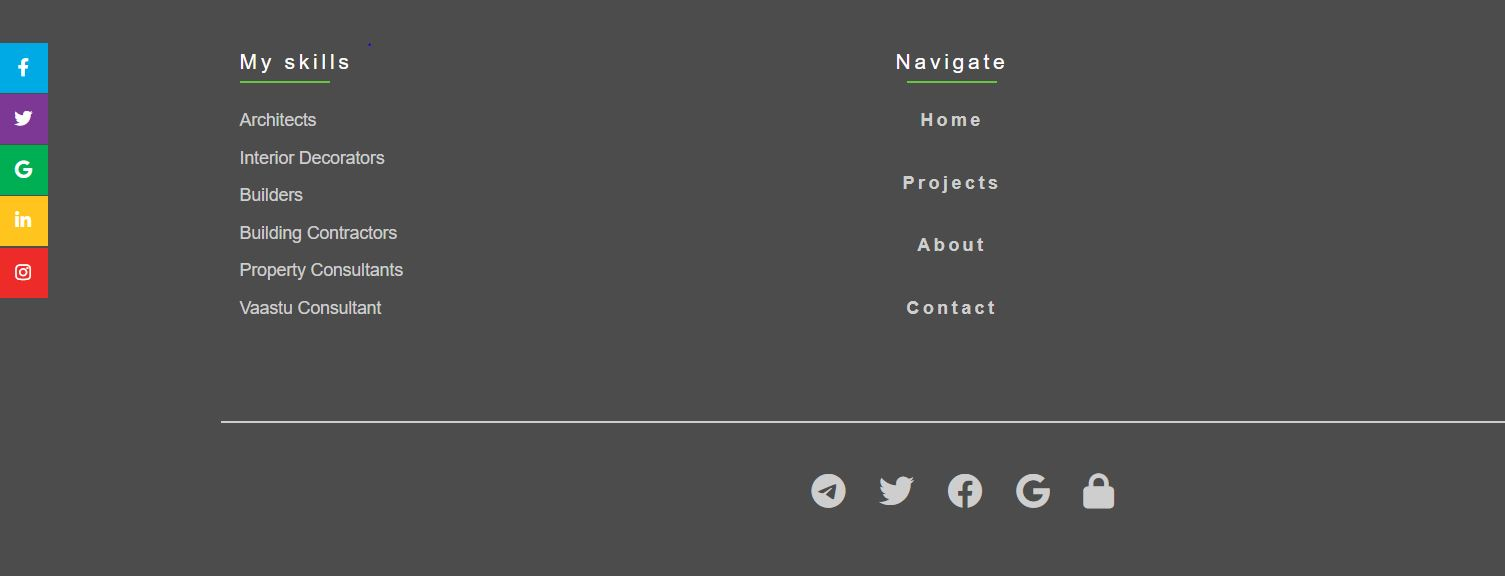 My skills
Architects
Interior Decorators
Builders
Building Contractors
Property Consultants
Vaastu Consultant
Navigate
Home
Projects
About
Contact